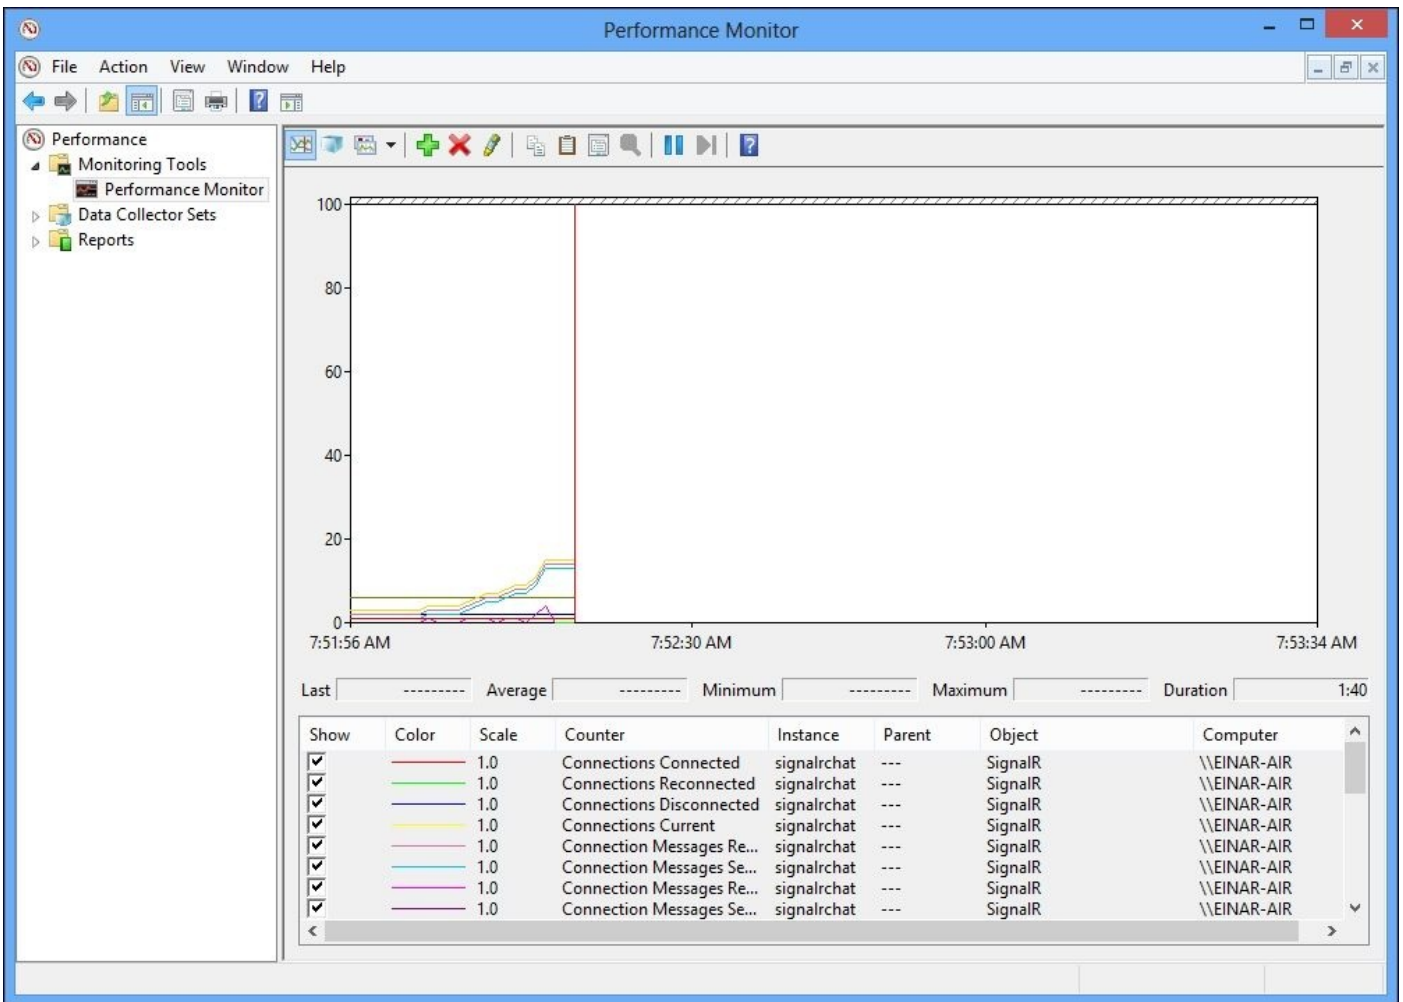 Performance Monitor
File Action View Window Help
Performance
Monitoring Tools
Performance Monitor
Data Collector Sets
Reports
100
80
60
40
20
0
7:51:56 AM 7:52:30 AM 7:53:00 AM 7:53:34 AM
Last --------- Average --------- Minimum --------- Maximum --------- Duration 1:40
Show Color Scale Counter Instance Parent Object Computer
1.0 Connections Connected signalrchat --- SignalR \\EINAR-AIR
1.0 Connections Reconnected signalrchat --- SignalR \\EINAR-AIR
1.0 Connections Disconnected signalrchat --- SignalR \\EINAR-AIR
1.0 Connections Current signalrchat --- SignalR \\EINAR-AIR
1.0 Connection Messages Re... signalrchat --- SignalR \\EINAR-AIR
1.0 Connection Messages Se... signalrchat --- SignalR \\EINAR-AIR
1.0 Connection Messages Re... signalrchat --- SignalR \\EINAR-AIR
1.0 Connection Messages Se... signalrchat --- SignalR \\EINAR-AIR